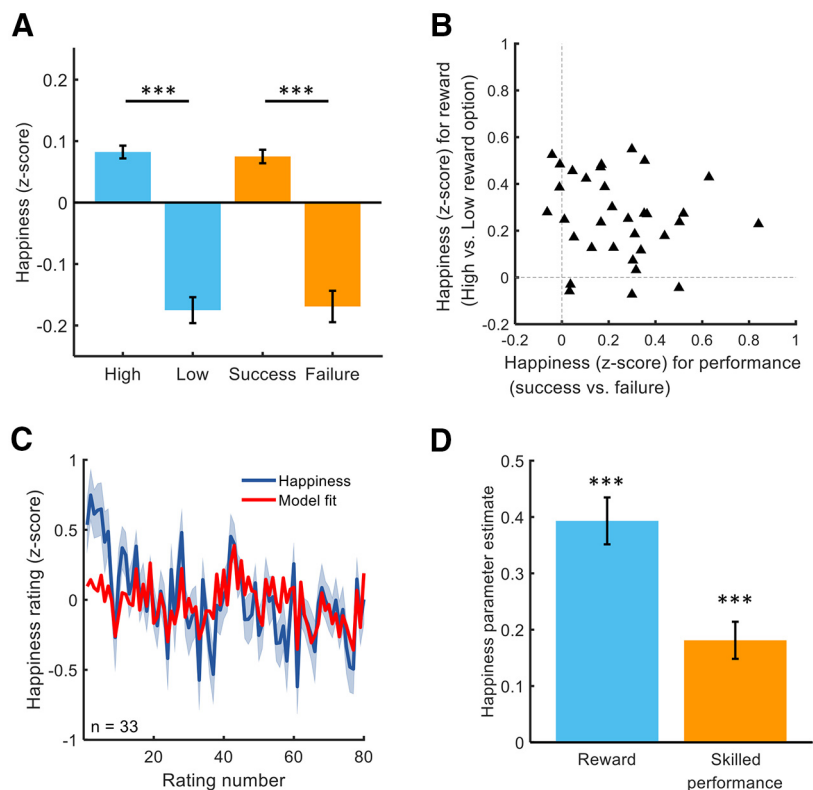 A
Happiness (z-score)
0.2
0.1
0
-0.1
-0.2
***
***
High
Low
Success
Failure
B
Happiness (z-score) for reward
(High vs. Low reward option)
1
0.8
0.6
0.4
0.2
0
-0.2
-0.2
0
0.2
0.4
0.6
0.8
1
Happiness (z-score) for performance
(success vs. failure)
C
Happiness rating (z-score)
1
0.5
0
-0.5
-1
Happiness
Model fit
n = 33
20
40
60
80
Rating number
D
Happiness parameter estimate
0.5
0.4
0.3
0.2
0.1
0
***
***
Reward
Skilled
performance